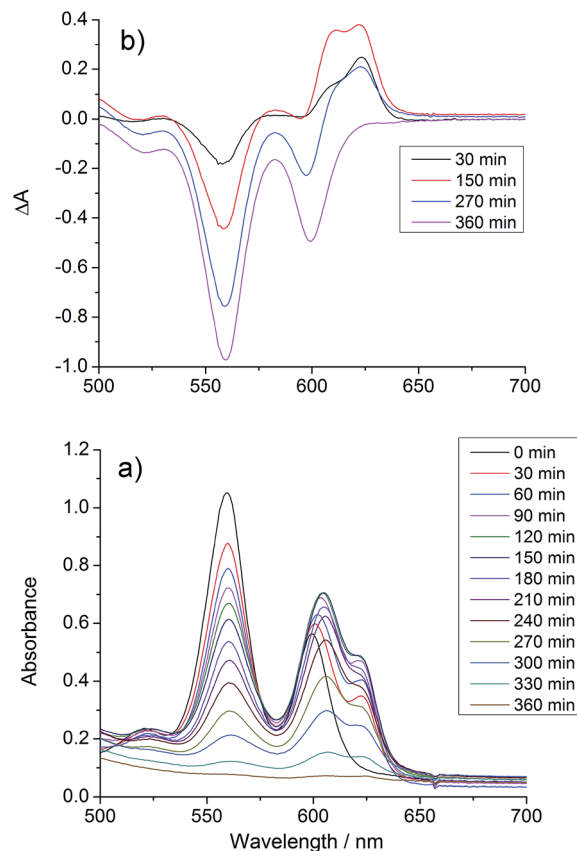 b)
0.4
0.2
0.0
-0.2
-0.4
-0.6
-0.8
-1.0
ΔA
30 min
150 min
270 min
360 min
500 550 600 650 700
a)
1.2
1.0
0.8
0.6
0.4
0.2
0.0
Absorbance
0 min
30 min
60 min
90 min
120 min
150 min
180 min
210 min
240 min
270 min
300 min
330 min
360 min
500 550 600 650 700
Wavelength / nm